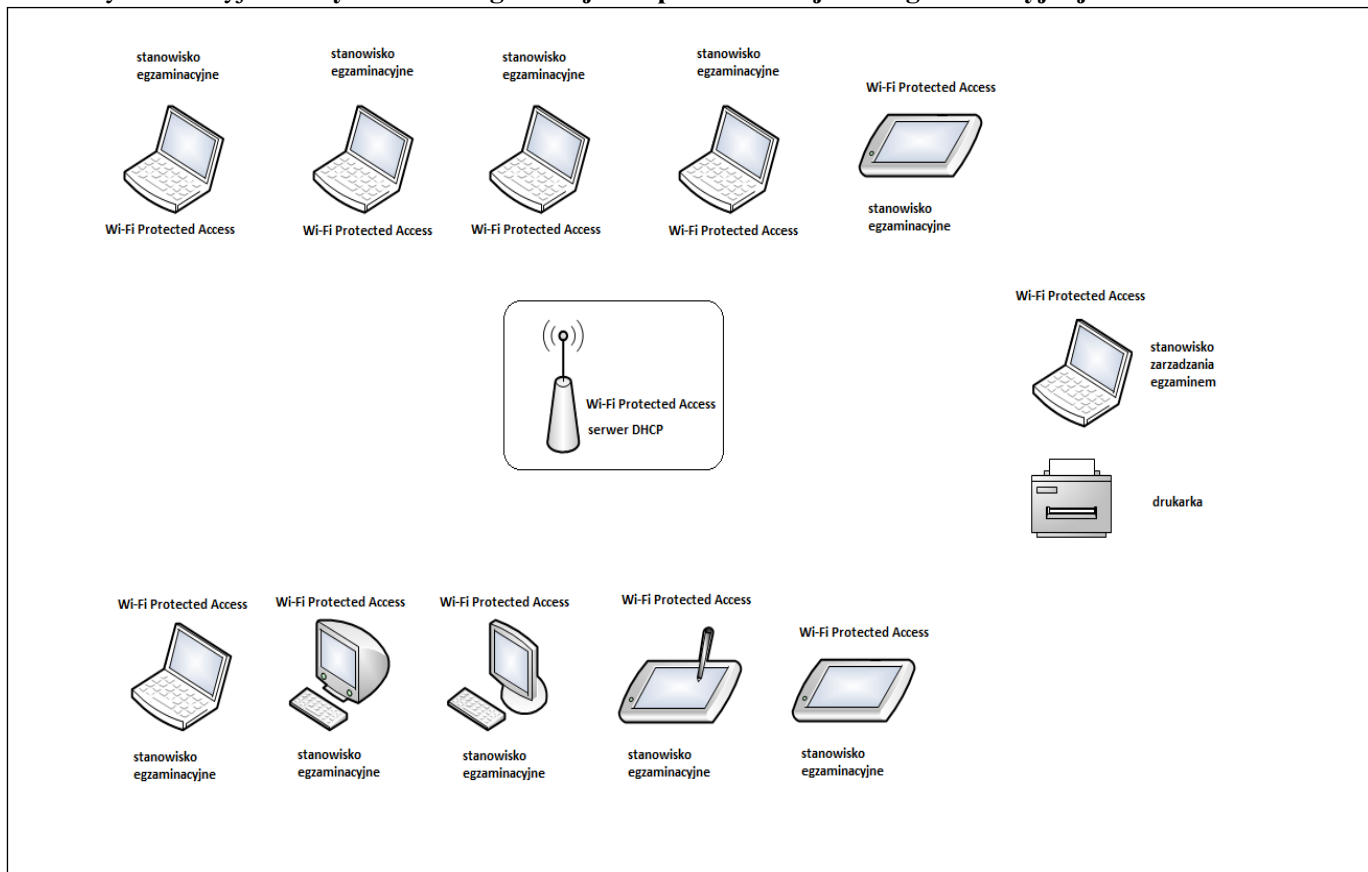 stanowisko
egzaminacyjne
stanowisko
egzaminacyjne
stanowisko
egzaminacyjne
stanowisko
egzaminacyjne
Wi-Fi Protected Access
Wi-Fi Protected Access
Wi-Fi Protected Access
Wi-Fi Protected Access
Wi-Fi Protected Access
stanowisko
egzaminacyjne
Wi-Fi Protected Access
stanowisko
zarzadzania
egzaminem
Wi-Fi Protected Access
serwer DHCP
drukarka
Wi-Fi Protected Access
Wi-Fi Protected Access
Wi-Fi Protected Access
Wi-Fi Protected Access
Wi-Fi Protected Access
stanowisko
egzaminacyjne
stanowisko
egzaminacyjne
stanowisko
egzaminacyjne
stanowisko
egzaminacyjne
stanowisko
egzaminacyjne